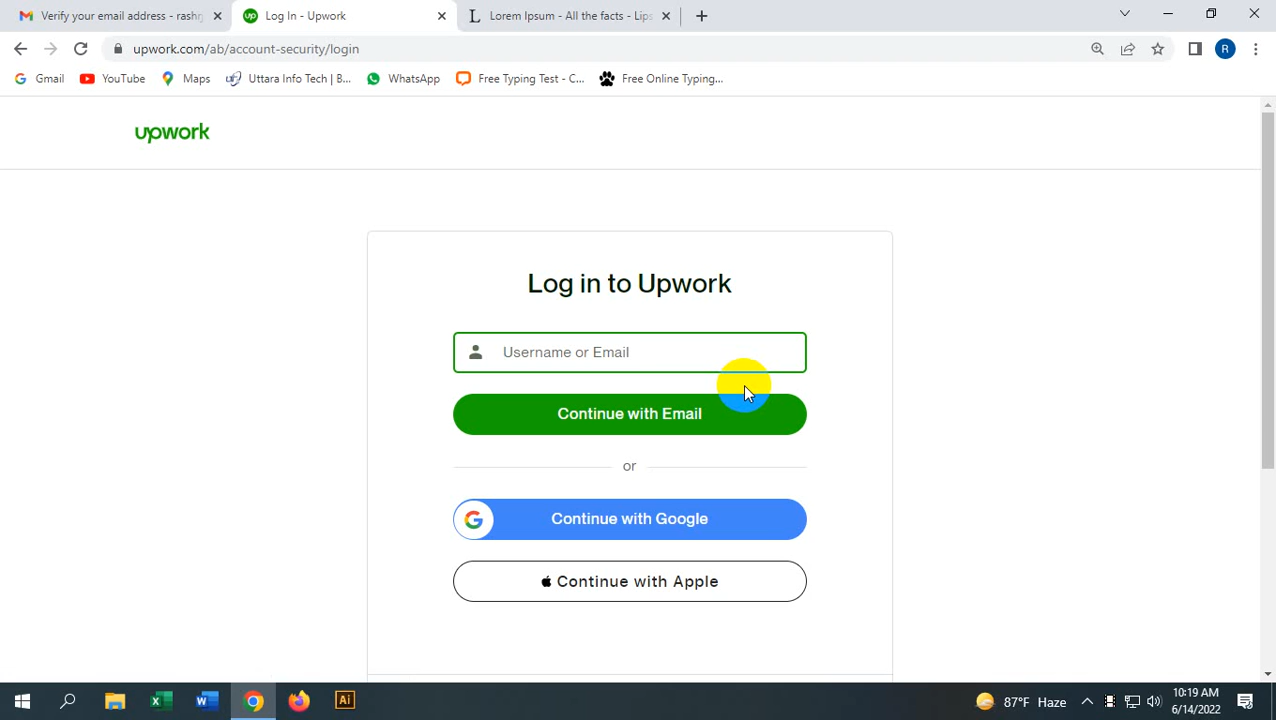 Verify your email address - rashr
Log In - Upwork
Lorem Ipsum - All the facts - Lips
upwork.com/ab/account-security/login
R
Gmail
YouTube
Maps
Uttara Info Tech | B...
WhatsApp
Free Typing Test - C...
Free Online Typing...
upwork
Log in to Upwork
Username or Email
Continue with Email
or
Continue with Google
Continue with Apple
87°F Haze
10:19 AM
6/14/2022